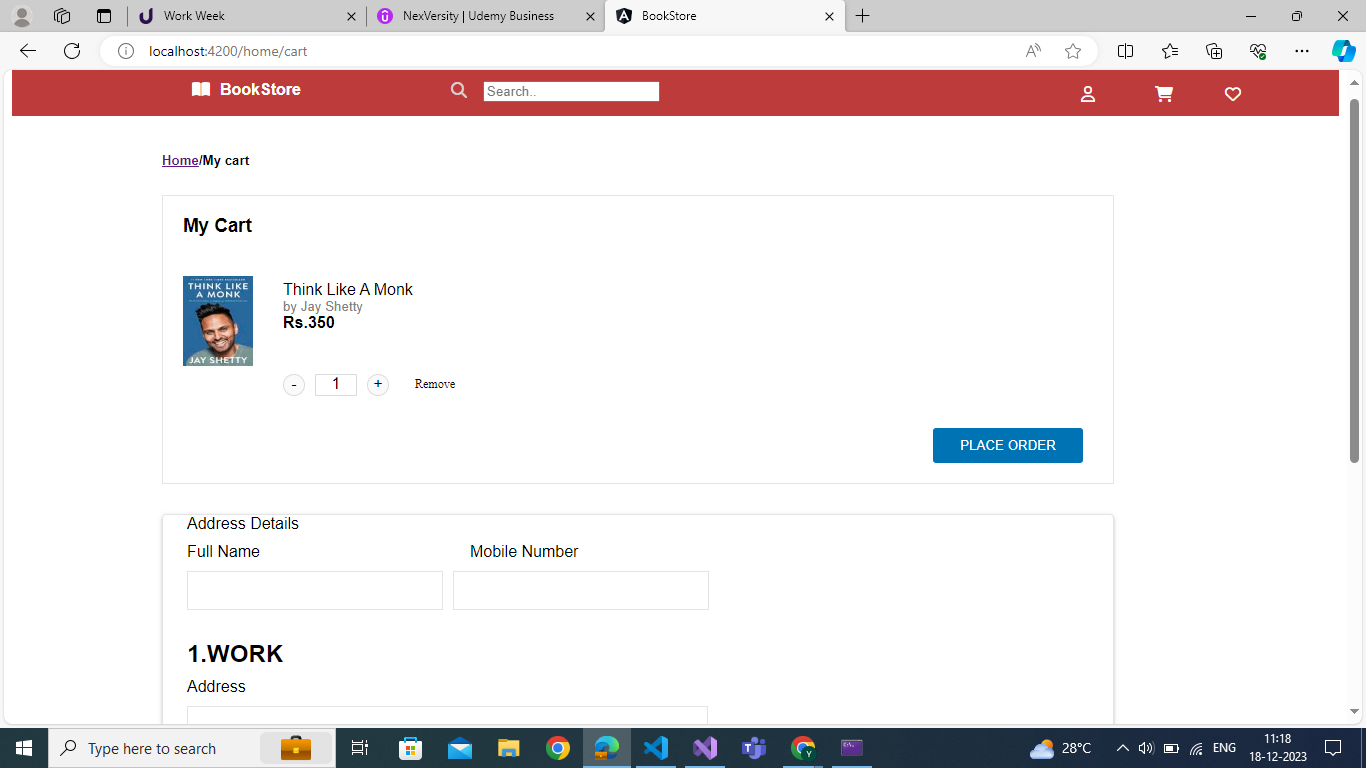 Work Week
NexVersity | Udemy Business
BookStore
localhost:4200/home/cart
BookStore
Search..
Home/My cart
My Cart
THINK LIKE
A MONK
JAY SHETTY
Think Like A Monk
by Jay Shetty
Rs.350
- 1 + Remove
PLACE ORDER
Address Details
Full Name Mobile Number
1.WORK
Address
Type here to search
28°C
ENG
11:18
18-12-2023